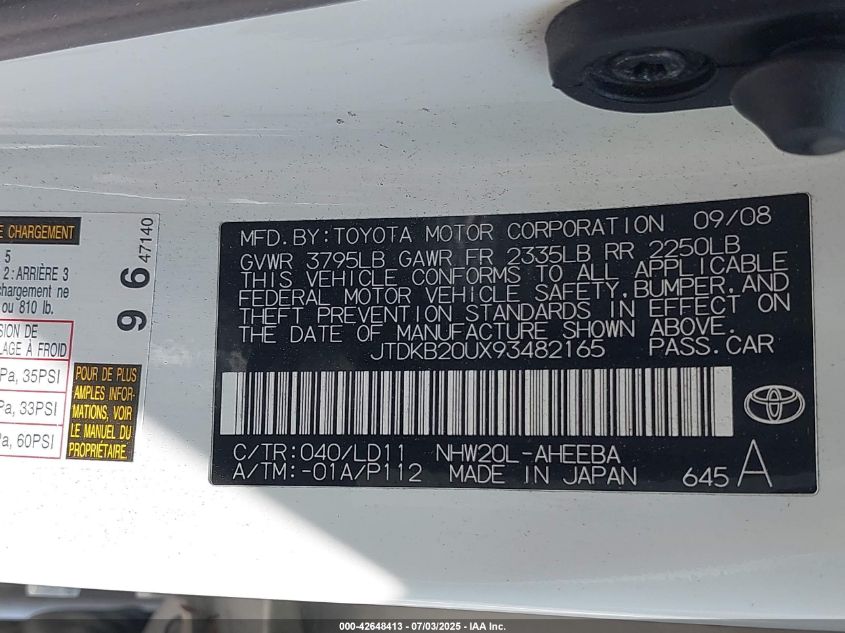 E CHARGEMENT
5
2 : ARRIÈRE 3
chargement ne
ou 810 lb.
SION DE
LAGE À FROID
Pa, 35PSI
Pa, 33PSI
Pa, 60PSI
POUR DE PLUS
AMPLES INFOR-
MATIONS, VOIR
LE MANUEL DU
PROPRIÉTAIRE.
9 6 47140
MFD. BY: TOYOTA MOTOR CORPORATION 09/08
GVWR 3795LB GAWR FR 2335LB RR 2250LB
THIS VEHICLE CONFORMS TO ALL APPLICABLE
FEDERAL MOTOR VEHICLE SAFETY, BUMPER, AND
THEFT PREVENTION STANDARDS IN EFFECT ON
THE DATE OF MANUFACTURE SHOWN ABOVE.
JTDKB20UX93482165 PASS. CAR
C/TR: 040/LD11 NHW20L-AHEEBA
A/TM: -01A/P112 MADE IN JAPAN 645 A
000-42648413 - 07/03/2025 - IAA Inc.